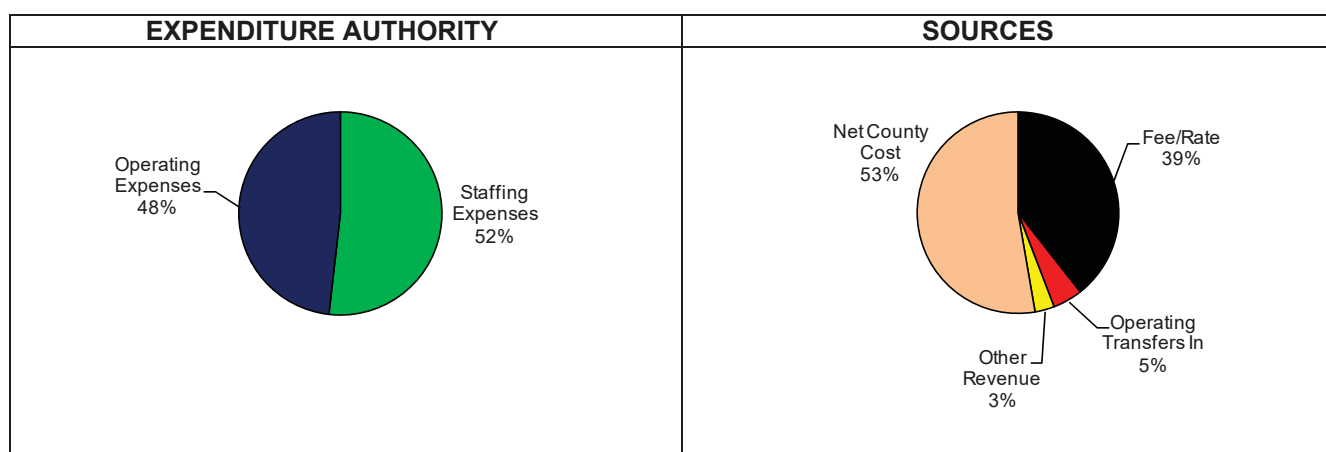 EXPENDITURE AUTHORITY
SOURCES
Operating
Expenses
48%
Staffing
Expenses
52%
Net County
Cost
53%
Fee/Rate
39%
Operating
Transfers In
5%
Other
Revenue
3%